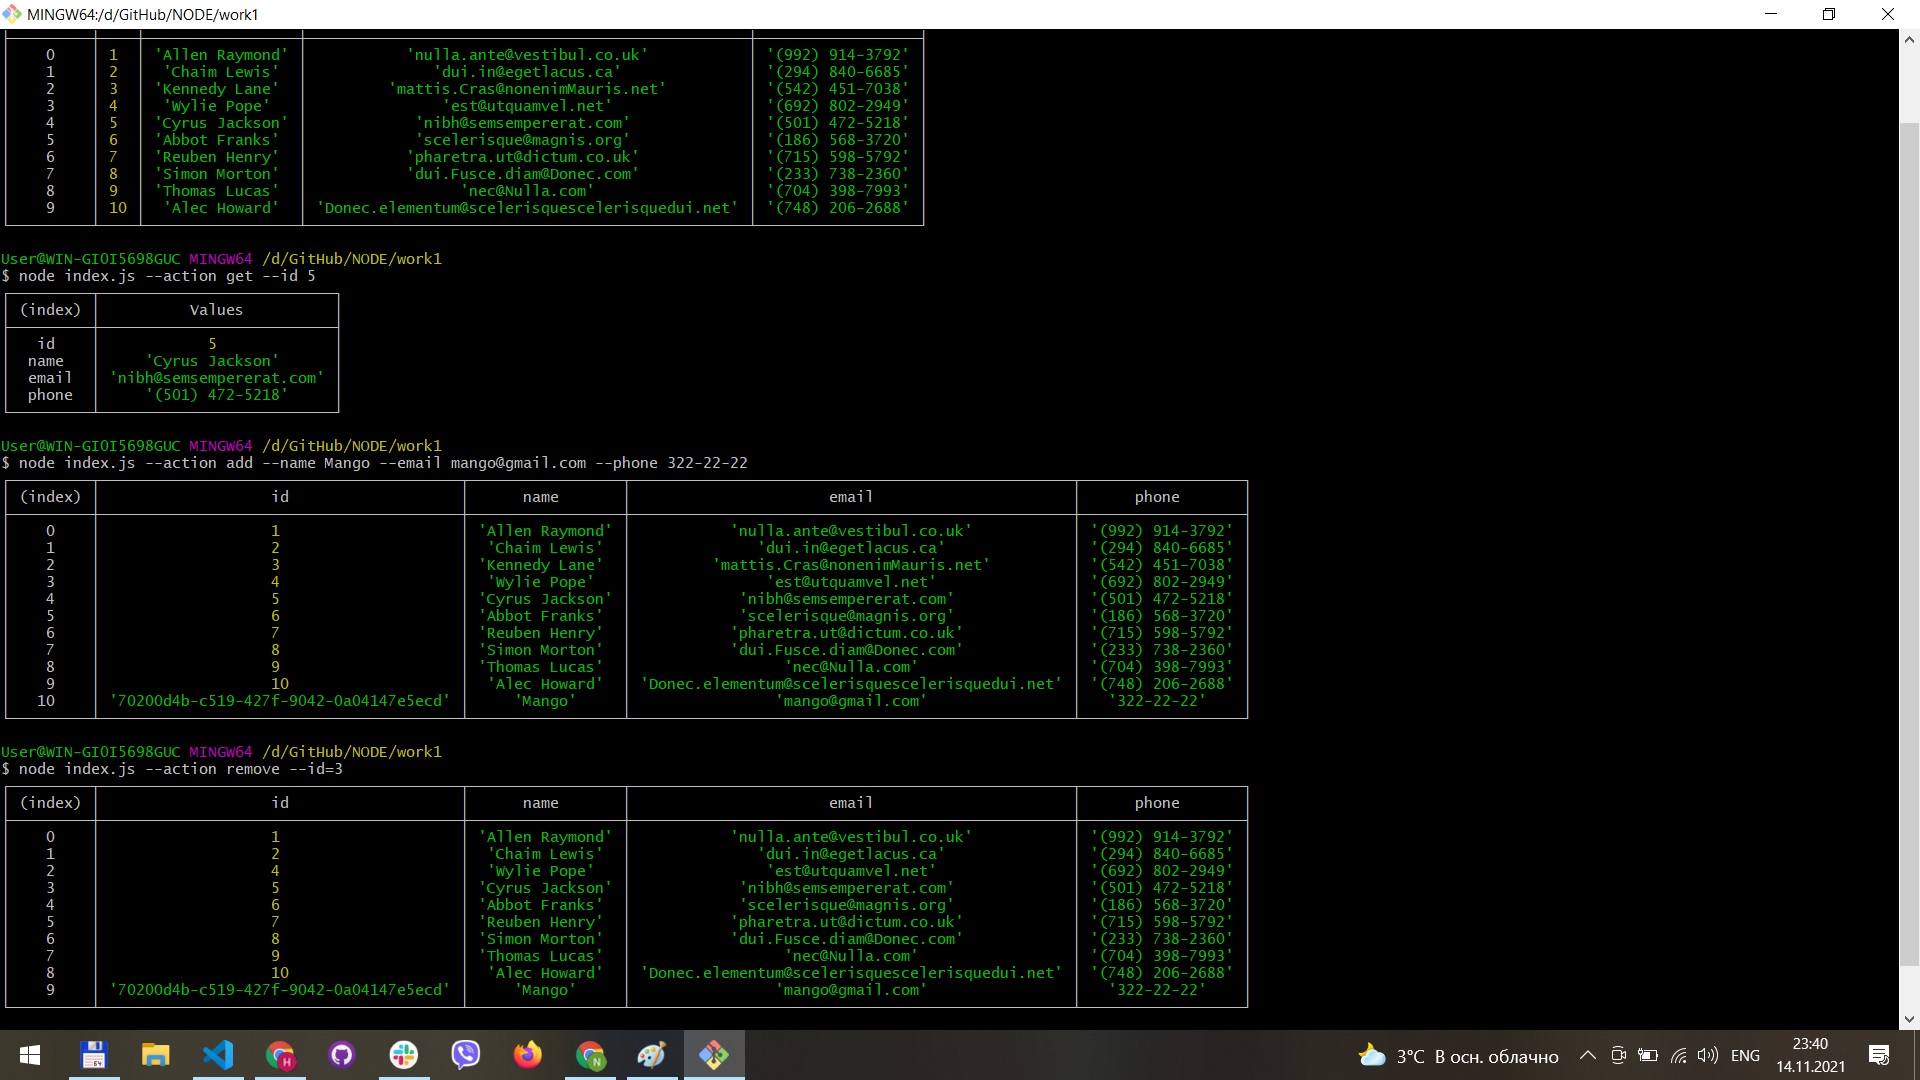 MINGW64:/d/GitHub/NODE/work1
0 1 'Allen Raymond' 'nulla.ante@vestibul.co.uk' '(992) 914-3792'
1 2 'Chaim Lewis' 'dui.in@egetlacus.ca' '(294) 840-6685'
2 3 'Kennedy Lane' 'mattis.Cras@nonenimMauris.net' '(542) 451-7038'
3 4 'Wylie Pope' 'est@utquamvel.net' '(692) 802-2949'
4 5 'Cyrus Jackson' 'nibh@semsempererat.com' '(501) 472-5218'
5 6 'Abbot Franks' 'scelerisque@magnis.org' '(186) 568-3720'
6 7 'Reuben Henry' 'pharetra.ut@dictum.co.uk' '(715) 598-5792'
7 8 'Simon Morton' 'dui.Fusce.diam@Donec.com' '(233) 738-2360'
8 9 'Thomas Lucas' 'nec@Nulla.com' '(704) 398-7993'
9 10 'Alec Howard' 'Donec.elementum@scelerisquescelerisquedui.net' '(748) 206-2688'
User@WIN-GIOI5698GUC MINGW64 /d/GitHub/NODE/work1
$ node index.js --action get --id 5
(index) Values
id 5
name 'Cyrus Jackson'
email 'nibh@semsempererat.com'
phone '(501) 472-5218'
User@WIN-GIOI5698GUC MINGW64 /d/GitHub/NODE/work1
$ node index.js --action add --name Mango --email mango@gmail.com --phone 322-22-22
(index) id name email phone
0 1 'Allen Raymond' 'nulla.ante@vestibul.co.uk' '(992) 914-3792'
1 2 'Chaim Lewis' 'dui.in@egetlacus.ca' '(294) 840-6685'
2 3 'Kennedy Lane' 'mattis.Cras@nonenimMauris.net' '(542) 451-7038'
3 4 'Wylie Pope' 'est@utquamvel.net' '(692) 802-2949'
4 5 'Cyrus Jackson' 'nibh@semsempererat.com' '(501) 472-5218'
5 6 'Abbot Franks' 'scelerisque@magnis.org' '(186) 568-3720'
6 7 'Reuben Henry' 'pharetra.ut@dictum.co.uk' '(715) 598-5792'
7 8 'Simon Morton' 'dui.Fusce.diam@Donec.com' '(233) 738-2360'
8 9 'Thomas Lucas' 'nec@Nulla.com' '(704) 398-7993'
9 10 'Alec Howard' 'Donec.elementum@scelerisquescelerisquedui.net' '(748) 206-2688'
10 '70200d4b-c519-427f-9042-0a04147e5ecd' 'Mango' 'mango@gmail.com' '322-22-22'
User@WIN-GIOI5698GUC MINGW64 /d/GitHub/NODE/work1
$ node index.js --action remove --id=3
(index) id name email phone
0 1 'Allen Raymond' 'nulla.ante@vestibul.co.uk' '(992) 914-3792'
1 2 'Chaim Lewis' 'dui.in@egetlacus.ca' '(294) 840-6685'
2 4 'Wylie Pope' 'est@utquamvel.net' '(692) 802-2949'
3 5 'Cyrus Jackson' 'nibh@semsempererat.com' '(501) 472-5218'
4 6 'Abbot Franks' 'scelerisque@magnis.org' '(186) 568-3720'
5 7 'Reuben Henry' 'pharetra.ut@dictum.co.uk' '(715) 598-5792'
6 8 'Simon Morton' 'dui.Fusce.diam@Donec.com' '(233) 738-2360'
7 9 'Thomas Lucas' 'nec@Nulla.com' '(704) 398-7993'
8 10 'Alec Howard' 'Donec.elementum@scelerisquescelerisquedui.net' '(748) 206-2688'
9 '70200d4b-c519-427f-9042-0a04147e5ecd' 'Mango' 'mango@gmail.com' '322-22-22'
3°C В осн. облачно ENG 23:40
14.11.2021